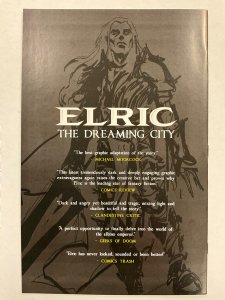 ELRIC
THE DREAMING CITY
"The best graphic adaptation of the story."
- MICHAEL MOORCOCK
"This latest tremendously dark and deeply engaging graphic
extravaganza again raises the creative bar and proves why
Elric is the leading star of fantasy fiction."
- COMICS REVIEW
"Dark and angry yet beautiful and tragic, mixing light and
shadow to tell the story."
- CLANDESTINE CRITIC
"A perfect opportunity to finally delve into the world of
the albino emperor."
- GEEKS OF DOOM
"Elric has never looked, sounded or been better!"
- COMICS TRASH